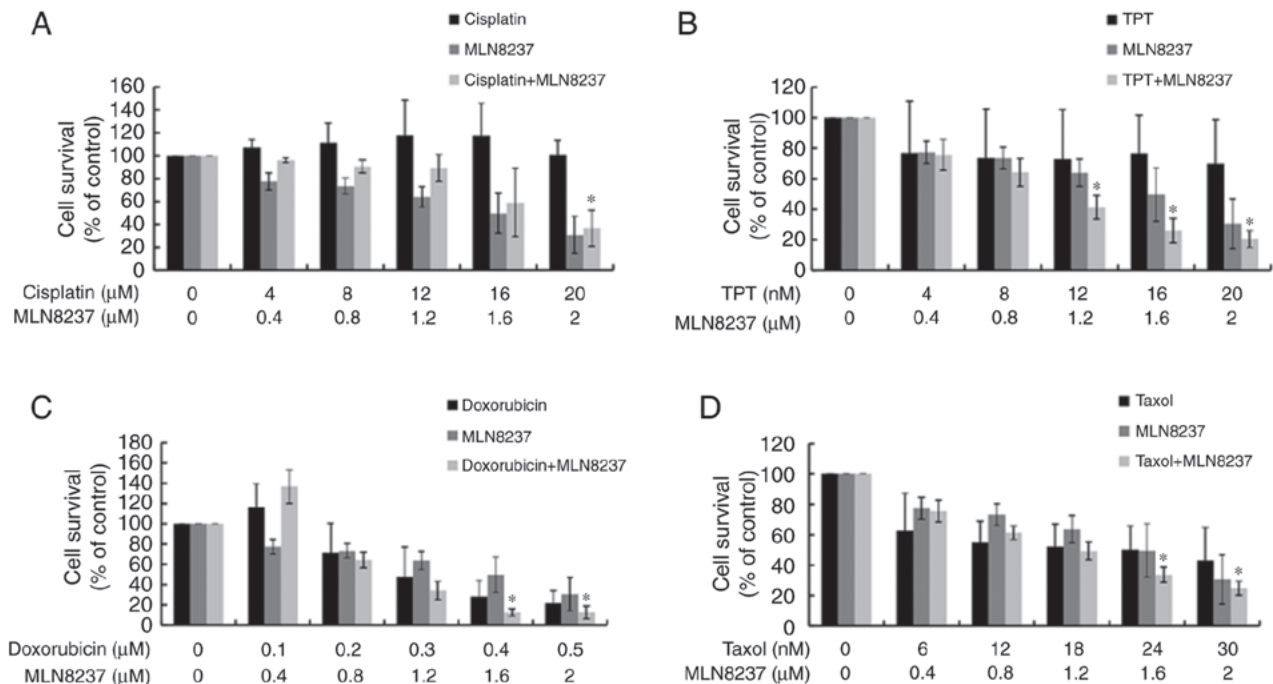 A
Cisplatin
MLN8237
Cisplatin+MLN8237
Cell survival
(% of control)
160
140
120
100
80
60
40
20
0
*
Cisplatin (μM) 0 4 8 12 16 20
MLN8237 (μM) 0 0.4 0.8 1.2 1.6 2
B
TPT
MLN8237
TPT+MLN8237
Cell survival
(% of control)
120
100
80
60
40
20
0
* * *
TPT (nM) 0 4 8 12 16 20
MLN8237 (μM) 0 0.4 0.8 1.2 1.6 2
C
Doxorubicin
MLN8237
Doxorubicin+MLN8237
Cell survival
(% of control)
180
160
140
120
100
80
60
40
20
0
* *
Doxorubicin (μM) 0 0.1 0.2 0.3 0.4 0.5
MLN8237 (μM) 0 0.4 0.8 1.2 1.6 2
D
Taxol
MLN8237
Taxol+MLN8237
Cell survival
(% of control)
120
100
80
60
40
20
0
* *
Taxol (nM) 0 6 12 18 24 30
MLN8237 (μM) 0 0.4 0.8 1.2 1.6 2